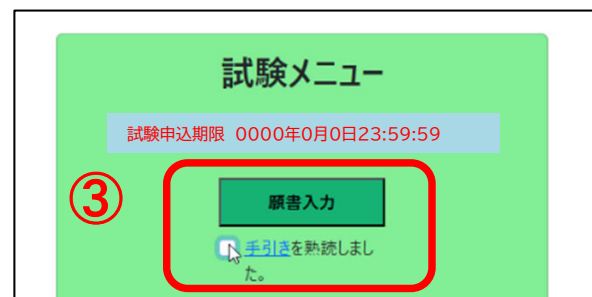 試験メニュー
試験申込期限 0000年0月0日23:59:59
③
願書入力
手引きを熟読しまし
た。